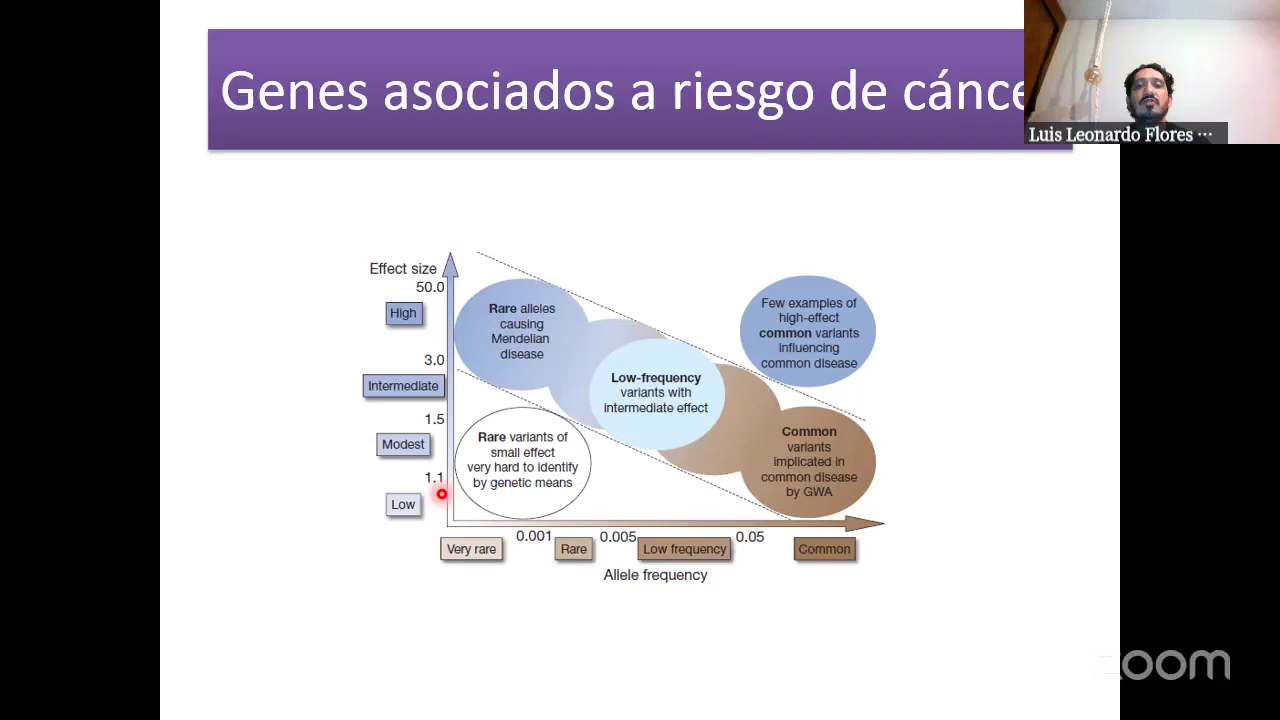 Genes asociados a riesgo de cánce
Luis Leonardo Flores ...
Effect size
50.0
High
3.0
Intermediate
1.5
Modest
1.1
Low
Rare alleles
causing
Mendelian
disease
Few examples of
high-effect
common variants
influencing
common disease
Low-frequency
variants with
intermediate effect
Rare variants of
small effect
very hard to identify
by genetic means
Common
variants
implicated in
common disease
by GWA
0.001
0.005
0.05
Very rare
Rare
Low frequency
Common
Allele frequency
zoom